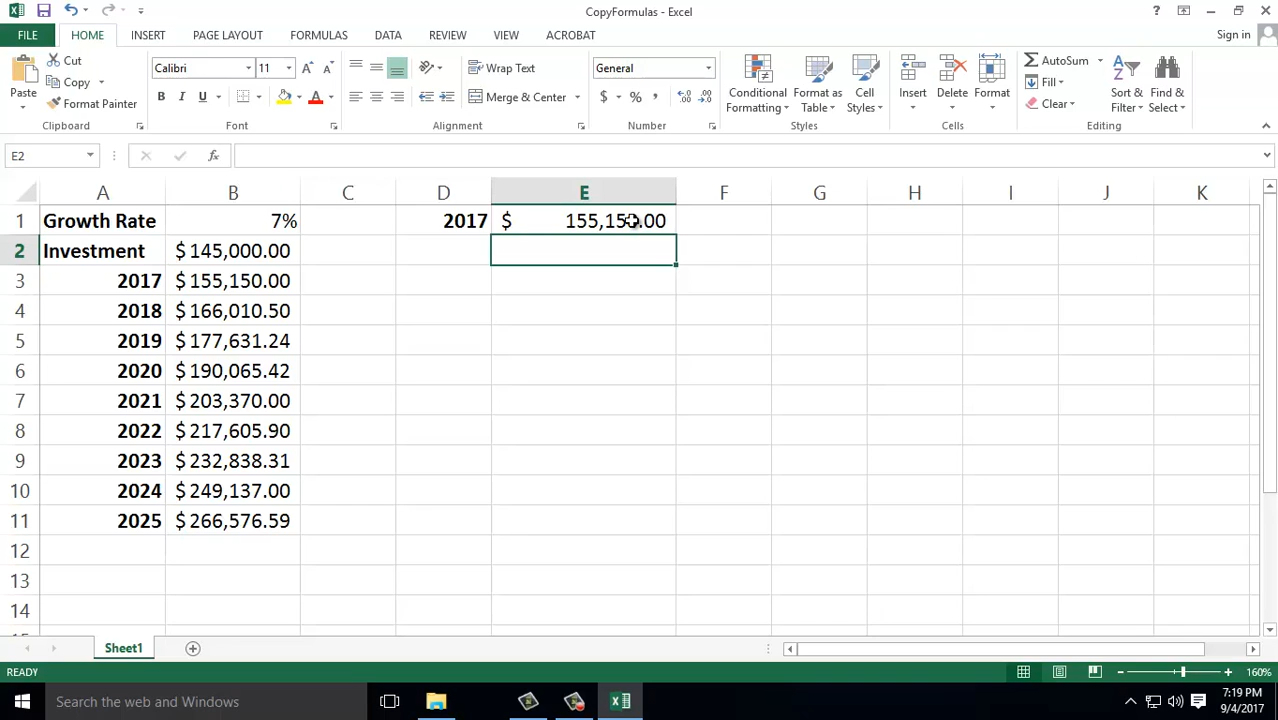 CopyFormulas - Excel
?
FILE HOME INSERT PAGE LAYOUT FORMULAS DATA REVIEW VIEW ACROBAT Sign in
Paste
Cut
Copy
Format Painter
Clipboard
Calibri 11
B I U
Font
Wrap Text
Merge & Center
Alignment
General
$ % ,
Number
Conditional Formatting
Format as Table
Cell Styles
Styles
Insert Delete Format
Cells
AutoSum
Fill
Clear
Sort & Filter
Find & Select
Editing
E2
fx
A B C D E F G H I J K
1 Growth Rate 7% 2017 $ 155,150.00
2 Investment $ 145,000.00
3 2017 $ 155,150.00
4 2018 $ 166,010.50
5 2019 $ 177,631.24
6 2020 $ 190,065.42
7 2021 $ 203,370.00
8 2022 $ 217,605.90
9 2023 $ 232,838.31
10 2024 $ 249,137.00
11 2025 $ 266,576.59
12
13
14
Sheet1
READY 160%
Search the web and Windows
7:19 PM
9/4/2017